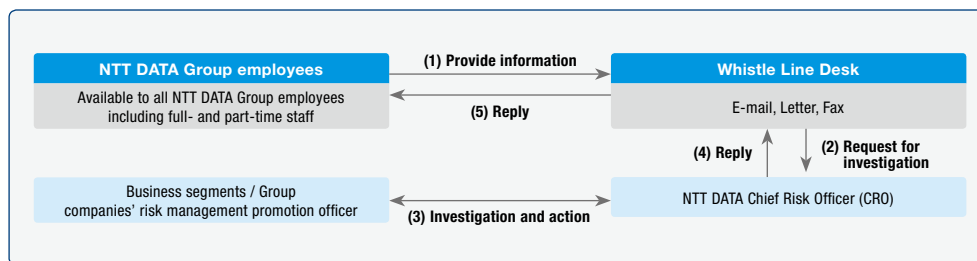 NTT DATA Group employees
Available to all NTT DATA Group employees
including full- and part-time staff
(1) Provide information
(5) Reply
Whistle Line Desk
E-mail, Letter, Fax
(4) Reply
(2) Request for
investigation
Business segments / Group
companies' risk management promotion officer
(3) Investigation and action
NTT DATA Chief Risk Officer (CRO)